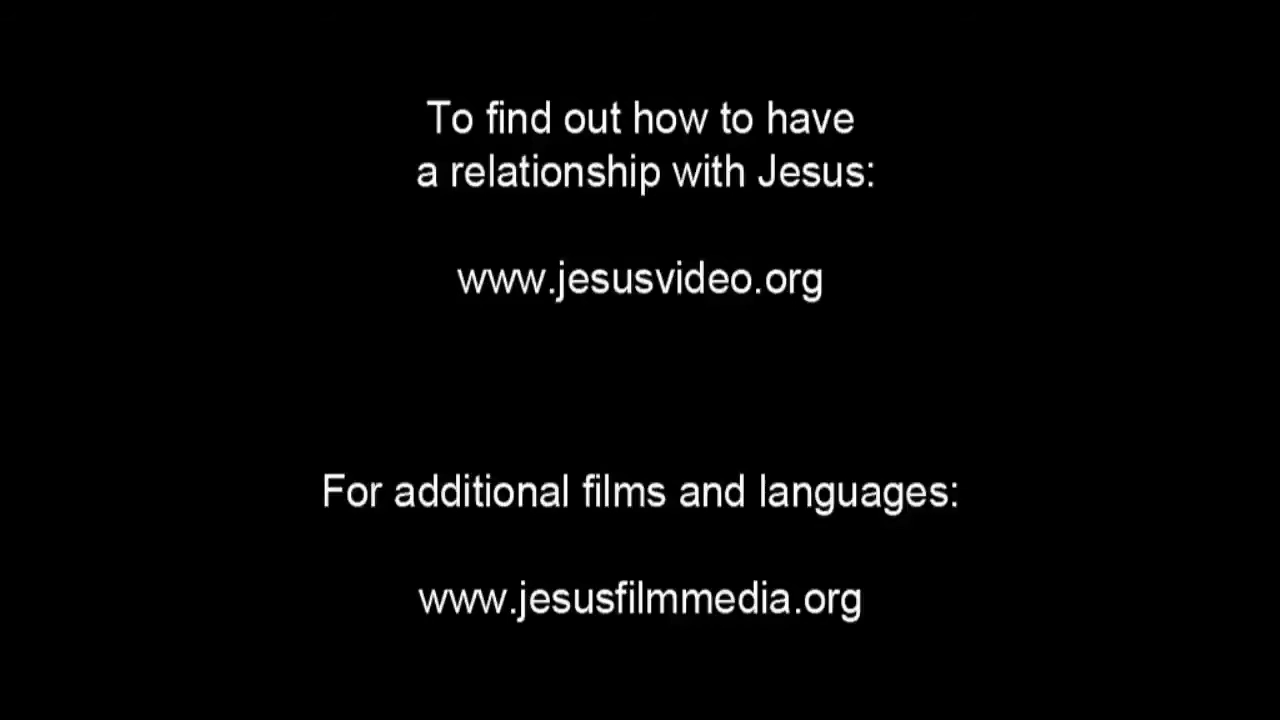 To find out how to have
a relationship with Jesus:
www.jesusvideo.org
For additional films and languages:
www.jesusfilmmedia.org